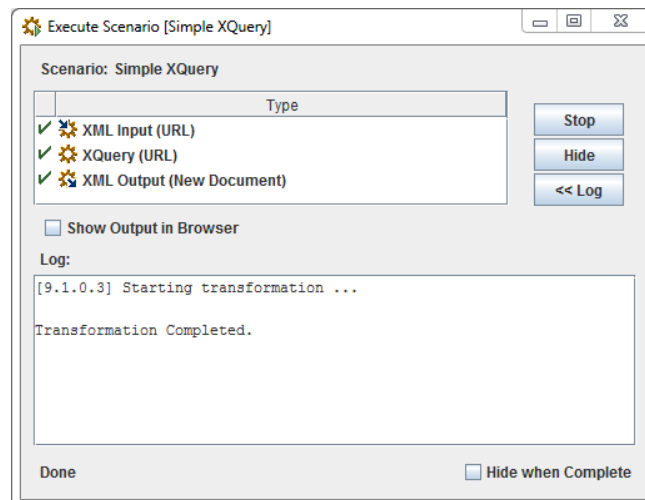 Execute Scenario [Simple XQuery]
Scenario: Simple XQuery
Type
XML Input (URL)
XQuery (URL)
XML Output (New Document)
Stop
Hide
<< Log
Show Output in Browser
Log:
[9.1.0.3] Starting transformation ...
Transformation Completed.
Done
Hide when Complete